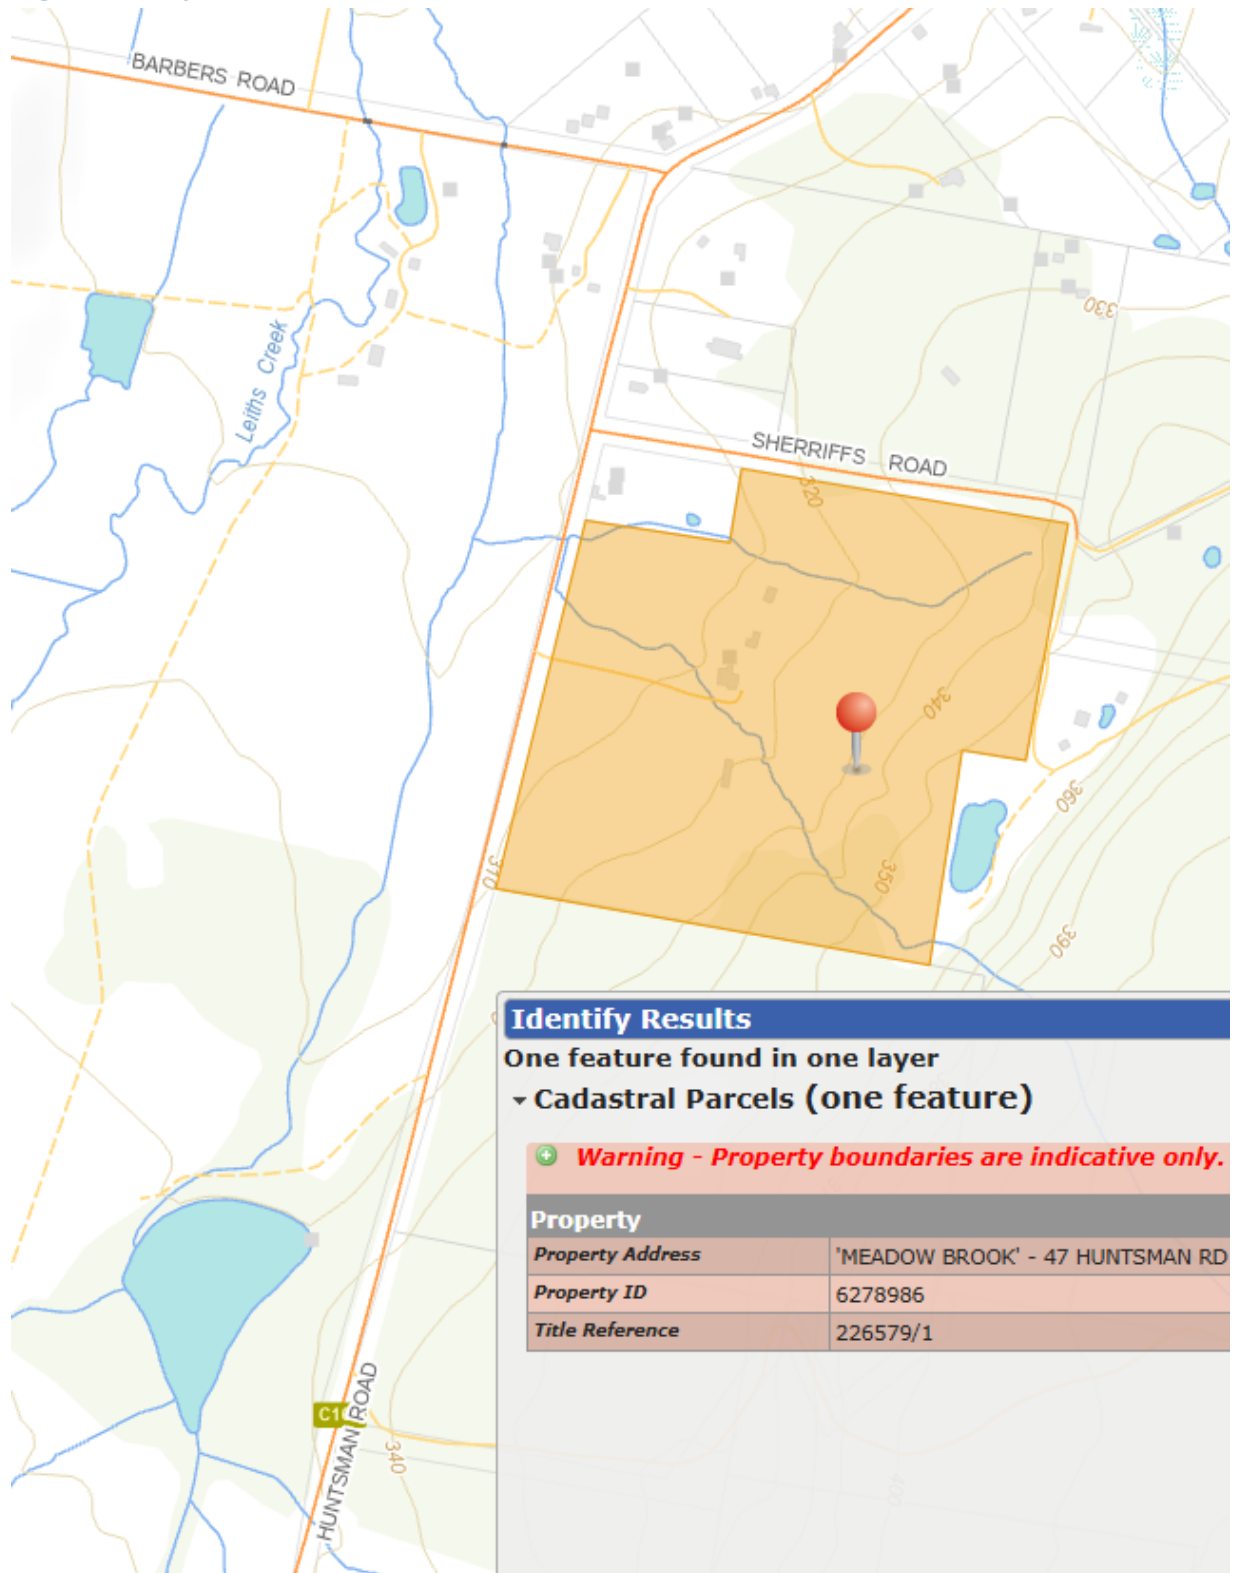 BARBERS ROAD
330
Leiths Creek
SHERRIFFS ROAD
320
340
360
310
350
390
Identify Results
One feature found in one layer
Cadastral Parcels (one feature)
Warning - Property boundaries are indicative only.
Property
Property Address 'MEADOW BROOK' - 47 HUNTSMAN RD
Property ID 6278986
Title Reference 226579/1
HUNTSMAN ROAD
C1
340
400